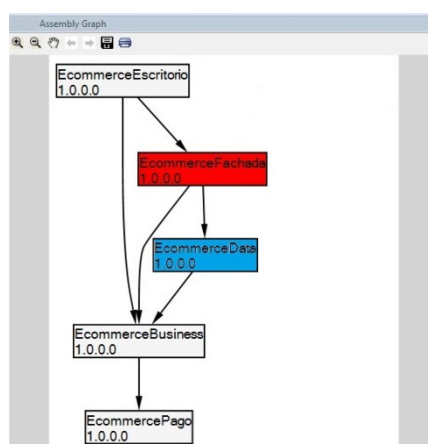 Assembly Graph
EcommerceEscritorio
1.0.0.0
EcommerceFachada
1.0.0.0
EcommerceData
1.0.0.0
EcommerceBusiness
1.0.0.0
EcommercePago
1.0.0.0